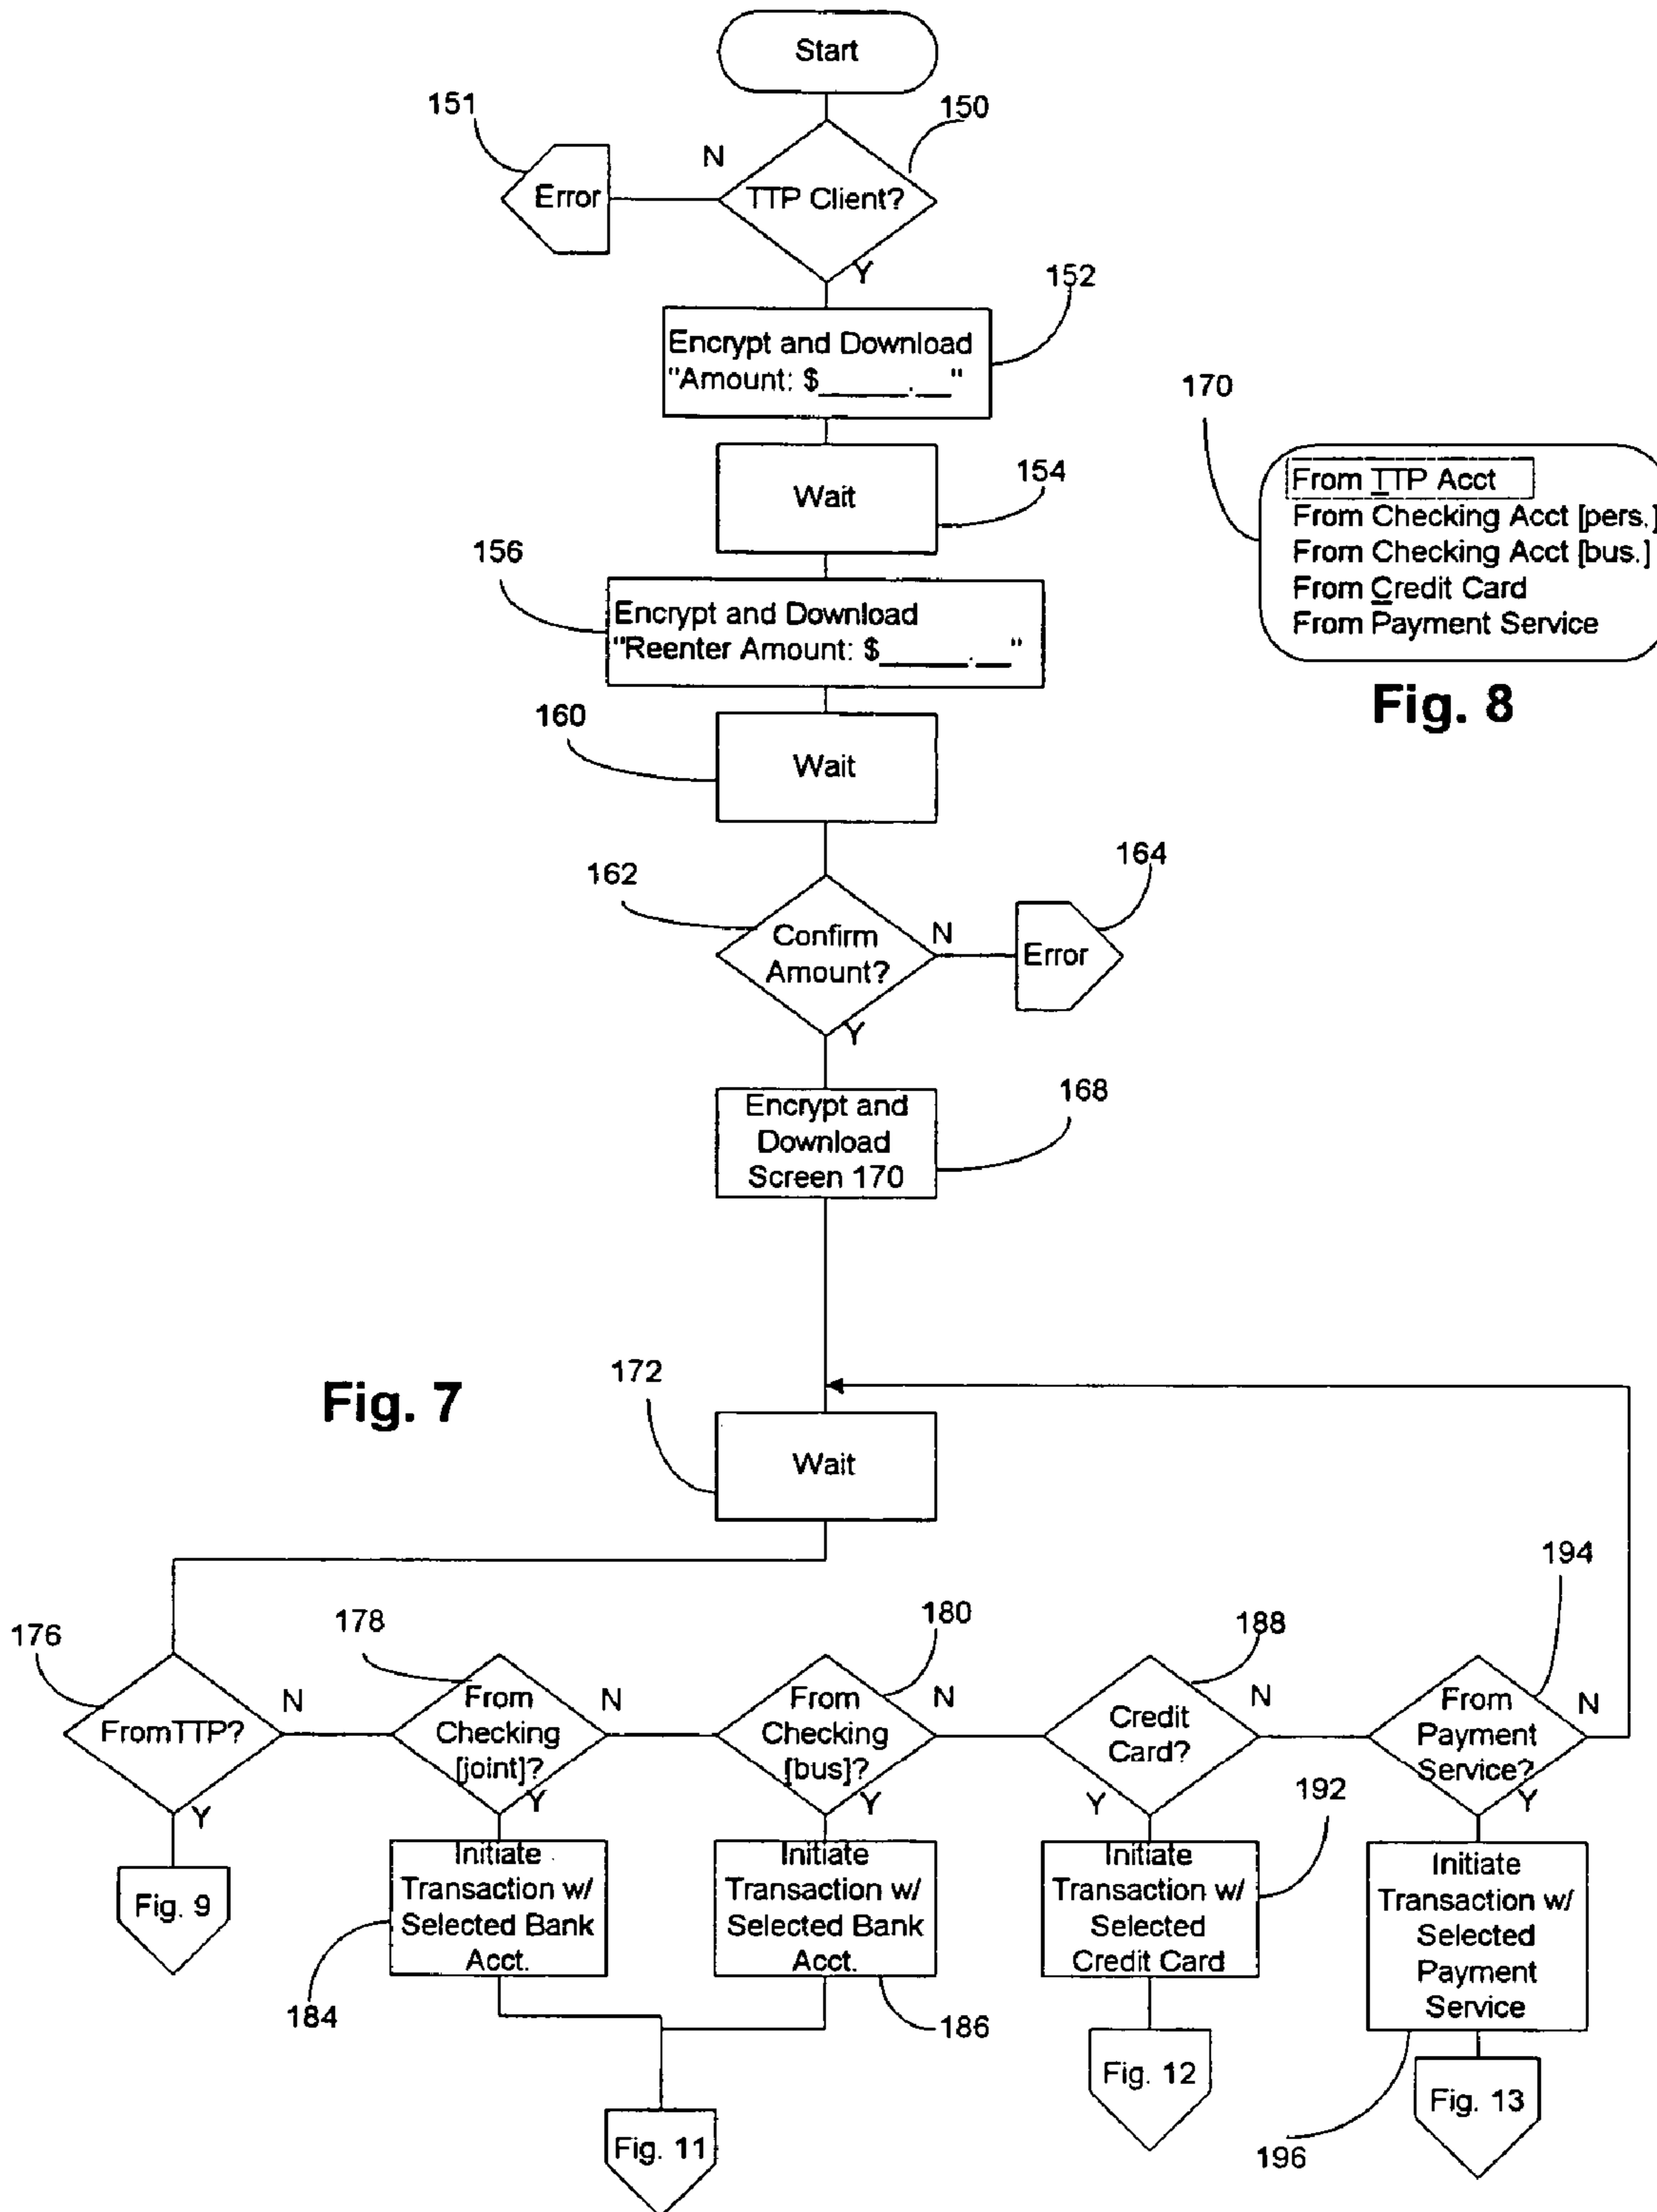 Start
151
150
N
Error
TTP Client?
Y
152
Encrypt and Download
"Amount: $_____.__"
170
From TTP Acct
From Checking Acct [pers.]
From Checking Acct [bus.]
From Credit Card
From Payment Service
Fig. 8
Wait
154
156
Encrypt and Download
"Reenter Amount: $_____.__"
160
Wait
162
164
Confirm
Amount?
N
Error
Y
168
Encrypt and
Download
Screen 170
Fig. 7
172
Wait
176
178
180
188
194
FromTTP?
N
Y
From
Checking
[joint]?
N
Y
From
Checking
[bus]?
N
Y
Credit
Card?
N
Y
From
Payment
Service?
N
Y
192
Fig. 9
Initiate
Transaction w/
Selected Bank
Acct.
184
Initiate
Transaction w/
Selected Bank
Acct.
186
Initiate
Transaction w/
Selected
Credit Card
Initiate
Transaction w/
Selected
Payment
Service
196
Fig. 11
Fig. 12
Fig. 13